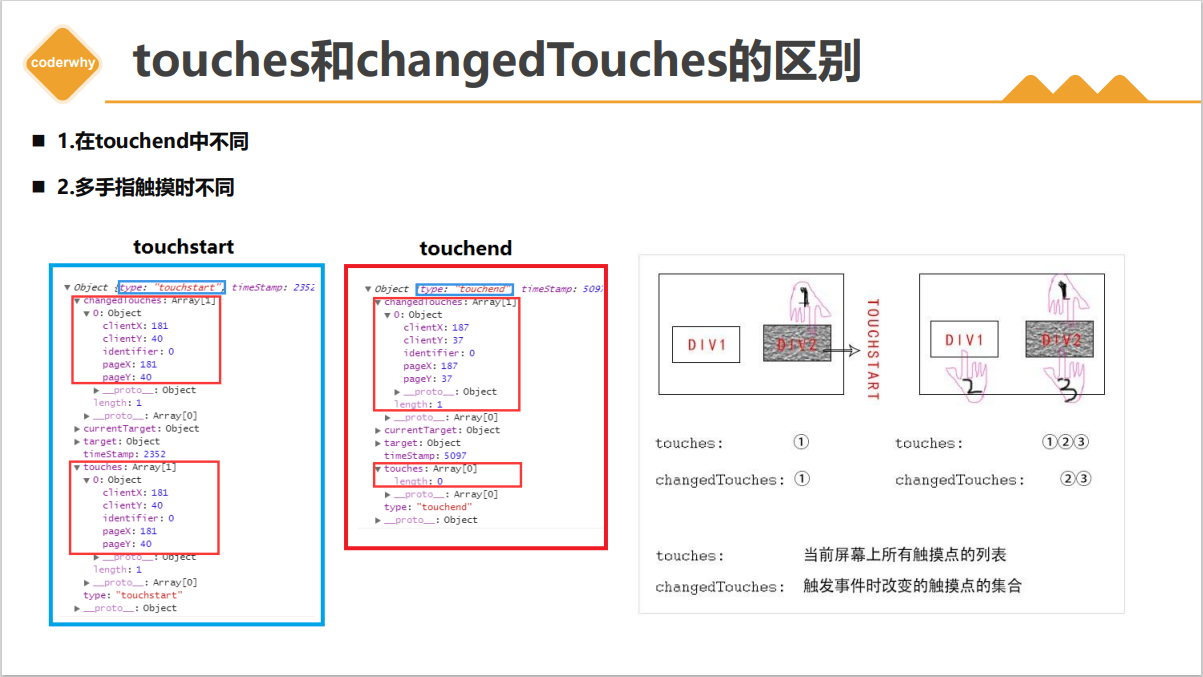 coderwhy
touches和changedTouches的区别
■ 1.在touchend中不同
■ 2.多手指触摸时不同
touchstart
▼ Object {type: "touchstart", timeStamp: 2352
▼ changedTouches: Array[1]
▼ 0: Object
clientX: 181
clientY: 40
identifier: 0
pageX: 181
pageY: 40
▶ __proto__: Object
length: 1
▶ __proto__: Array[0]
▶ currentTarget: Object
▶ target: Object
timeStamp: 2352
▼ touches: Array[1]
▼ 0: Object
clientX: 181
clientY: 40
identifier: 0
pageX: 181
pageY: 40
▶ __proto__: Object
length: 1
▶ __proto__: Array[0]
type: "touchstart"
▶ __proto__: Object
touchend
▼ Object {type: "touchend", timeStamp: 5097
▼ changedTouches: Array[1]
▼ 0: Object
clientX: 187
clientY: 37
identifier: 0
pageX: 187
pageY: 37
▶ __proto__: Object
length: 1
▶ __proto__: Array[0]
▶ currentTarget: Object
▶ target: Object
timeStamp: 5097
▼ touches: Array[0]
length: 0
▶ __proto__: Array[0]
type: "touchend"
▶ __proto__: Object
1
DIV1
DIV2
TOUCHSTART
1
DIV1
DIV2
2
3
touches: ①
changedTouches: ①
touches: ①②③
changedTouches: ②③
touches: 当前屏幕上所有触摸点的列表
changedTouches: 触发事件时改变的触摸点的集合